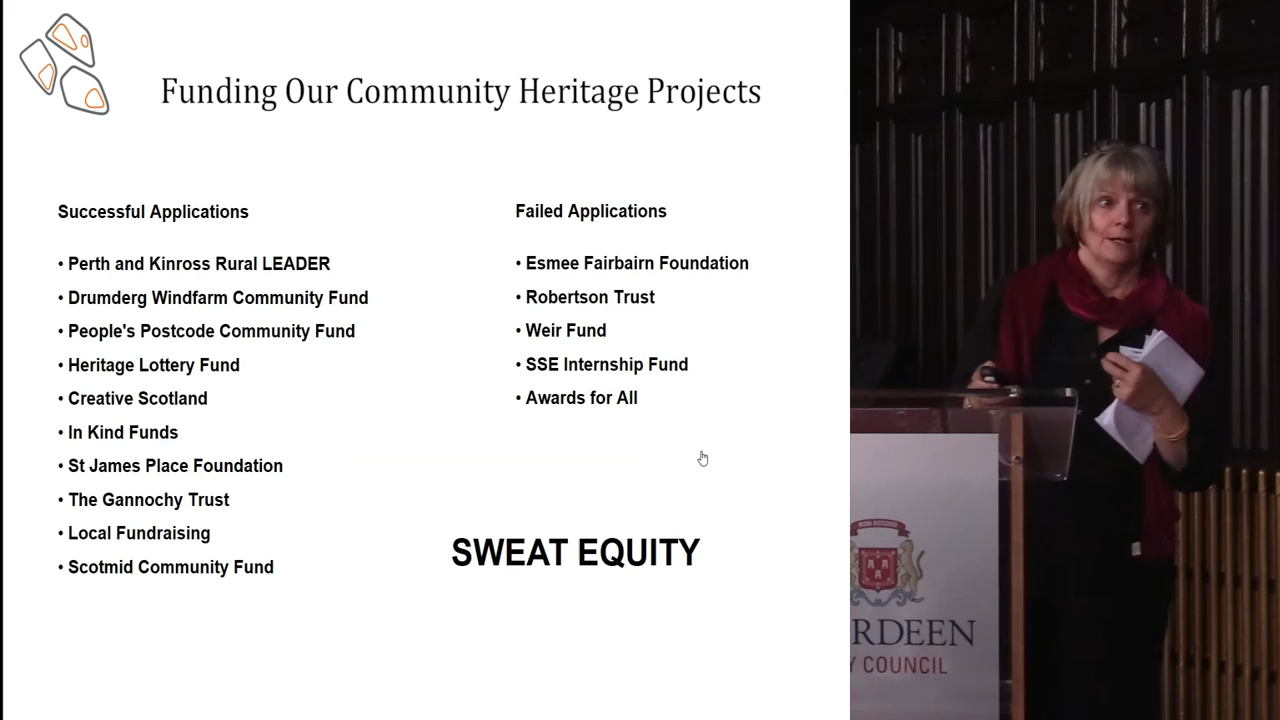 Funding Our Community Heritage Projects
Successful Applications
• Perth and Kinross Rural LEADER
• Drumderg Windfarm Community Fund
• People's Postcode Community Fund
• Heritage Lottery Fund
• Creative Scotland
• In Kind Funds
• St James Place Foundation
• The Gannochy Trust
• Local Fundraising
• Scotmid Community Fund
Failed Applications
• Esmee Fairbairn Foundation
• Robertson Trust
• Weir Fund
• SSE Internship Fund
• Awards for All
SWEAT EQUITY
BON ACCORD
RDEEN
Y COUNCIL